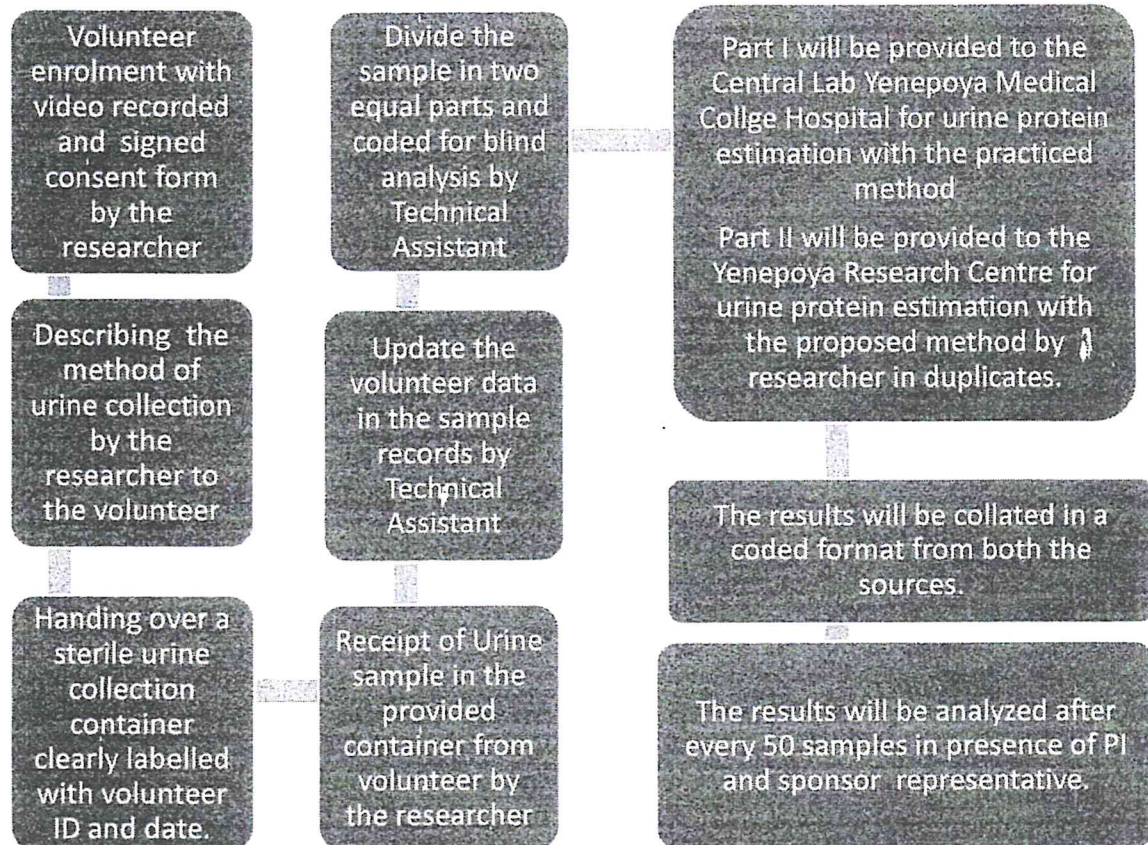 Volunteer
enrolment with
video recorded
and signed
consent form
by the
researcher
Describing the
method of
urine collection
by the
researcher to
the volunteer
Handing over a
sterile urine
collection
container
clearly labelled
with volunteer
ID and date.
Receipt of Urine
sample in the
provided
container from
volunteer by
the researcher
Update the
volunteer data
in the sample
records by
Technical
Assistant
Divide the
sample in two
equal parts and
coded for blind
analysis by
Technical
Assistant
Part I will be provided to the
Central Lab Yenepoya Medical
Collge Hospital for urine protein
estimation with the practiced
method
Part II will be provided to the
Yenepoya Research Centre for
urine protein estimation with
the proposed method by
researcher in duplicates.
The results will be collated in a
coded format from both the
sources.
The results will be analyzed after
every 50 samples in presence of PI
and sponsor representative.